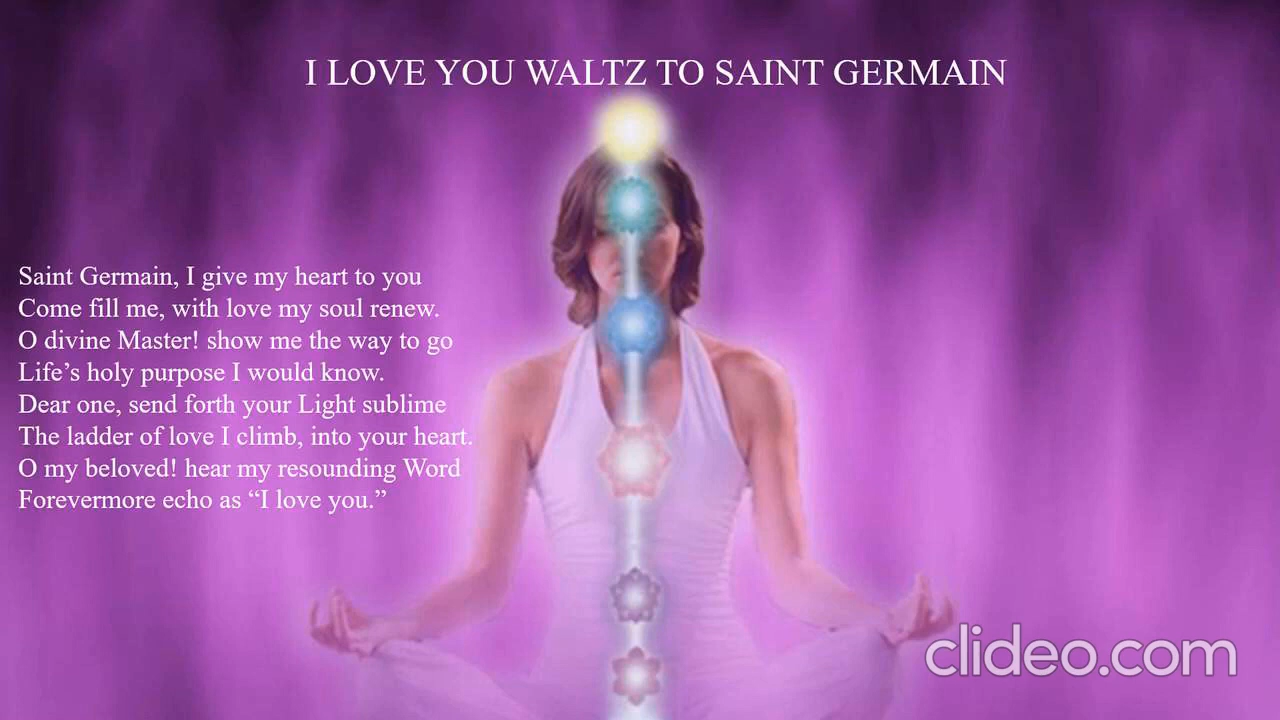 I LOVE YOU WALTZ TO SAINT GERMAIN
Saint Germain, I give my heart to you
Come fill me, with love my soul renew.
O divine Master! show me the way to go
Life’s holy purpose I would know.
Dear one, send forth your Light sublime
The ladder of love I climb, into your heart.
O my beloved! hear my resounding Word
Forevermore echo as “I love you.”
clideo.com